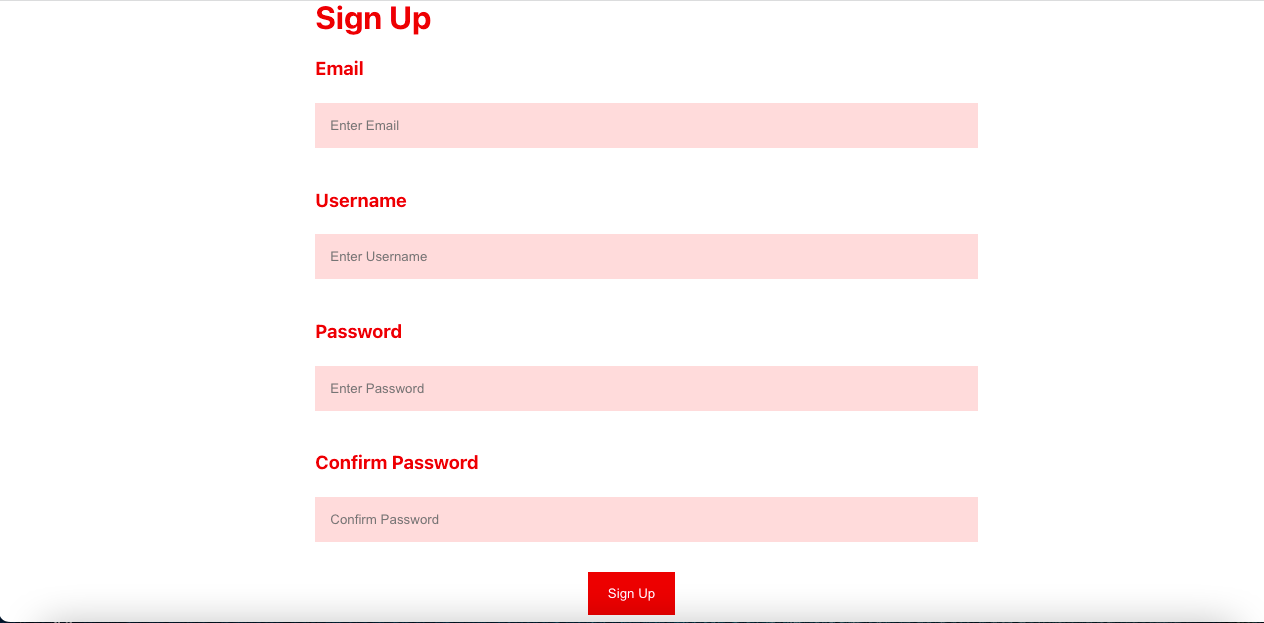 Sign Up
Email
Enter Email
Username
Enter Username
Password
Enter Password
Confirm Password
Confirm Password
Sign Up